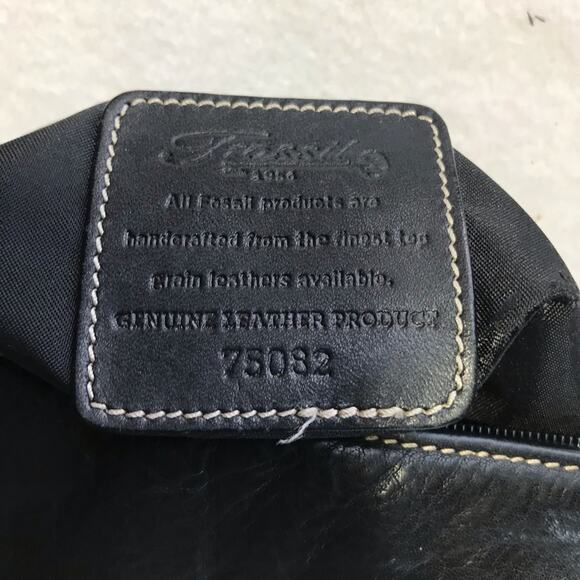 Fossil
1954
All Fossil products are
handcrafted from the finest top
grain leathers available.
GENUINE LEATHER PRODUCT
75082